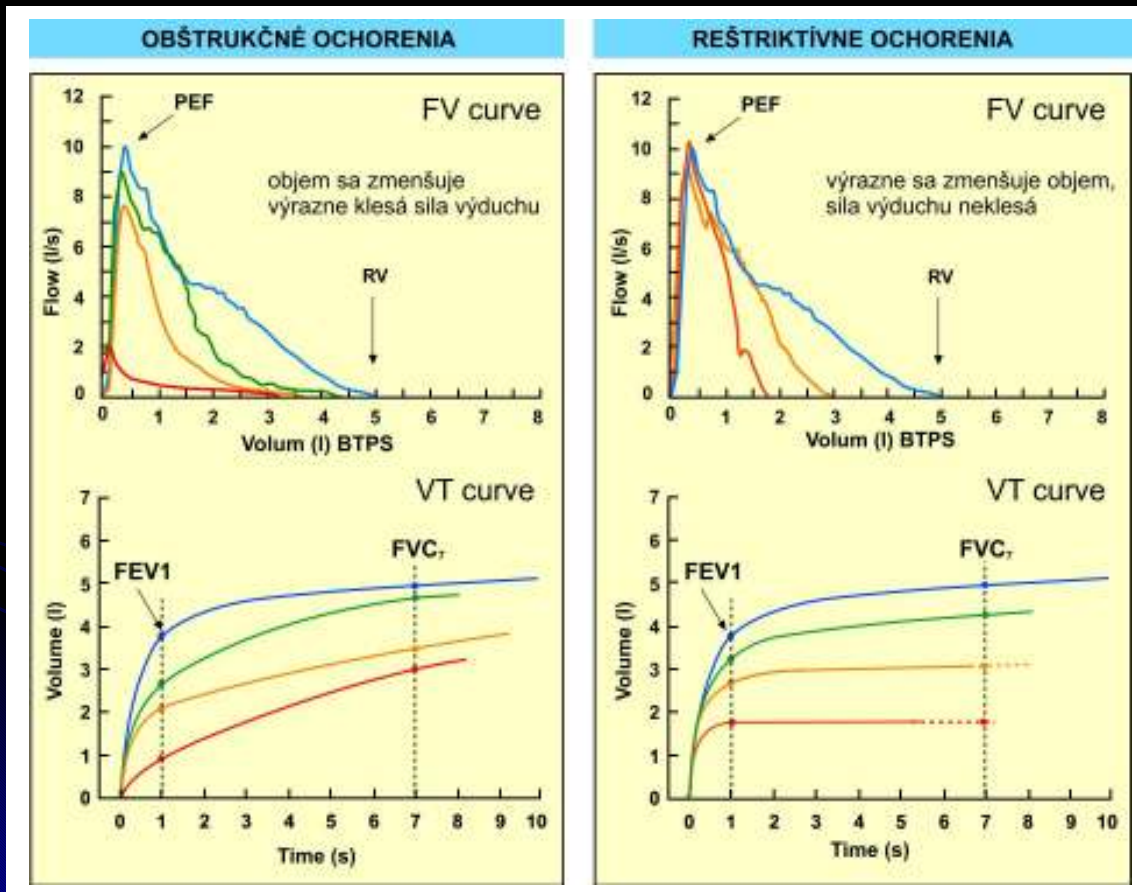 OBŠTRUKČNÉ OCHORENIA
12
10
8
6
4
2
0
Flow (l/s)
PEF
FV curve
objem sa zmenšuje
výrazne klesá sila výduchu
RV
0 1 2 3 4 5 6 7 8
Volum (l) BTPS
7
6
5
4
3
2
1
0
Volume (l)
VT curve
FEV1
FVC₇
0 1 2 3 4 5 6 7 8 9 10
Time (s)
REŠTRIKTÍVNE OCHORENIA
12
10
8
6
4
2
0
Flow (l/s)
PEF
FV curve
výrazne sa zmenšuje objem,
sila výduchu neklesá
RV
0 1 2 3 4 5 6 7 8
Volum (l) BTPS
7
6
5
4
3
2
1
0
Volume (l)
VT curve
FEV1
FVC₇
0 1 2 3 4 5 6 7 8 9 10
Time (s)